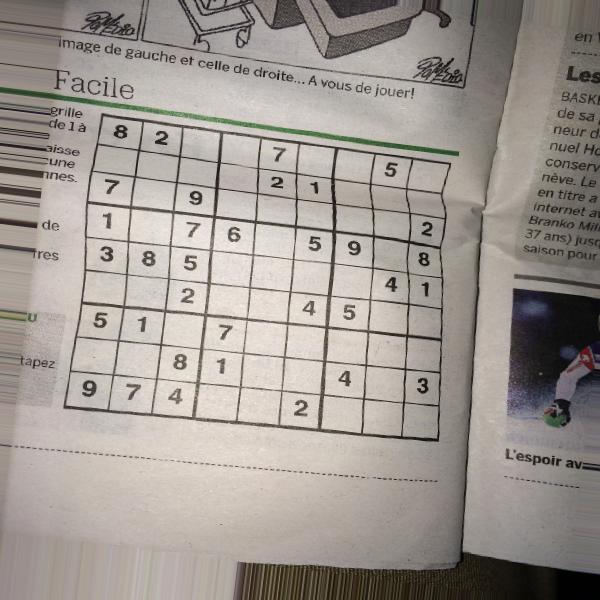 image de gauche et celle de droite... A vous de jouer!
Facile
grille
de 1 à
aisse
cune
nnes.
de
res
u
tapez
8 2 7 5
2 1
7 9 2
1 7 6 5 9 8
3 8 5 4 1
2 4 5
5 1 7
8 1 4 3
9 7 4 2
en
Les
BASKE
de sa
neur d
nuel Ho
conserv
nève. Le
en titre a
internet av
Branko Mil
37 ans) jusq
saison pour
L'espoir av